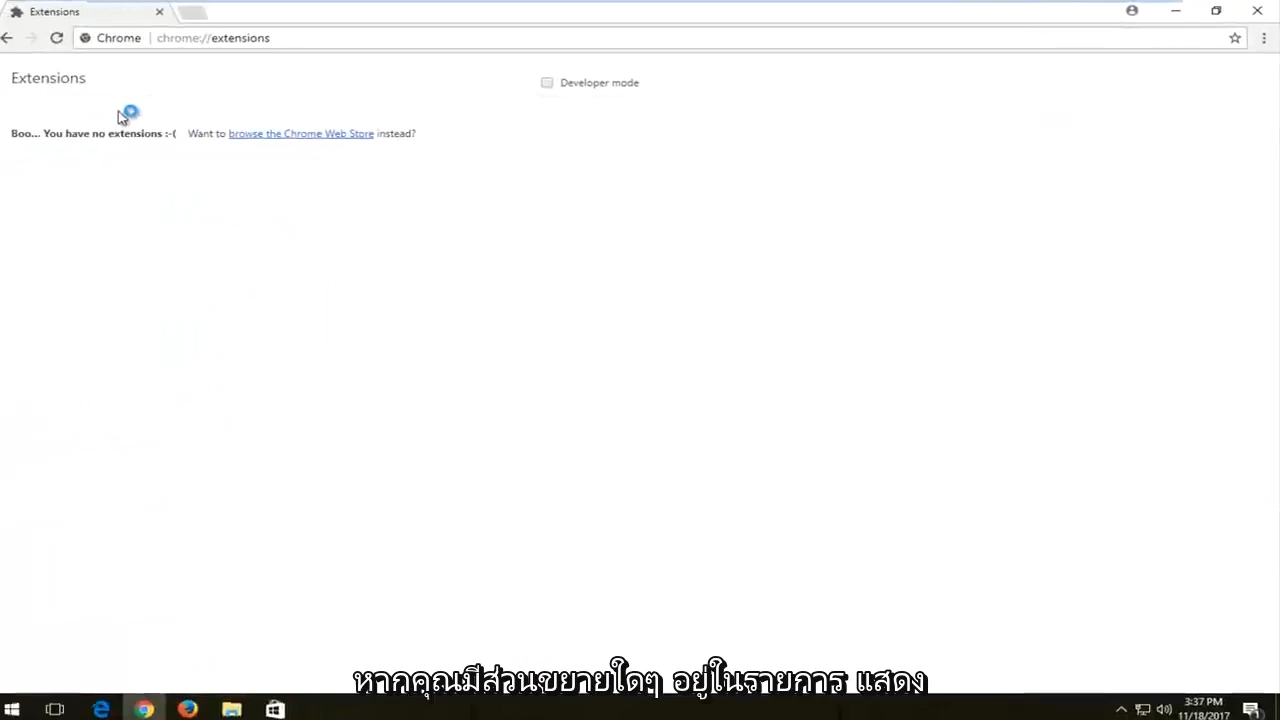 Extensions
Chrome | chrome://extensions
Extensions
Developer mode
Boo... You have no extensions :-( Want to browse the Chrome Web Store instead?
หากคุณมีส่วนขยายใดๆ อยู่ในรายการ แสดง
3:37 PM
11/18/2017
1